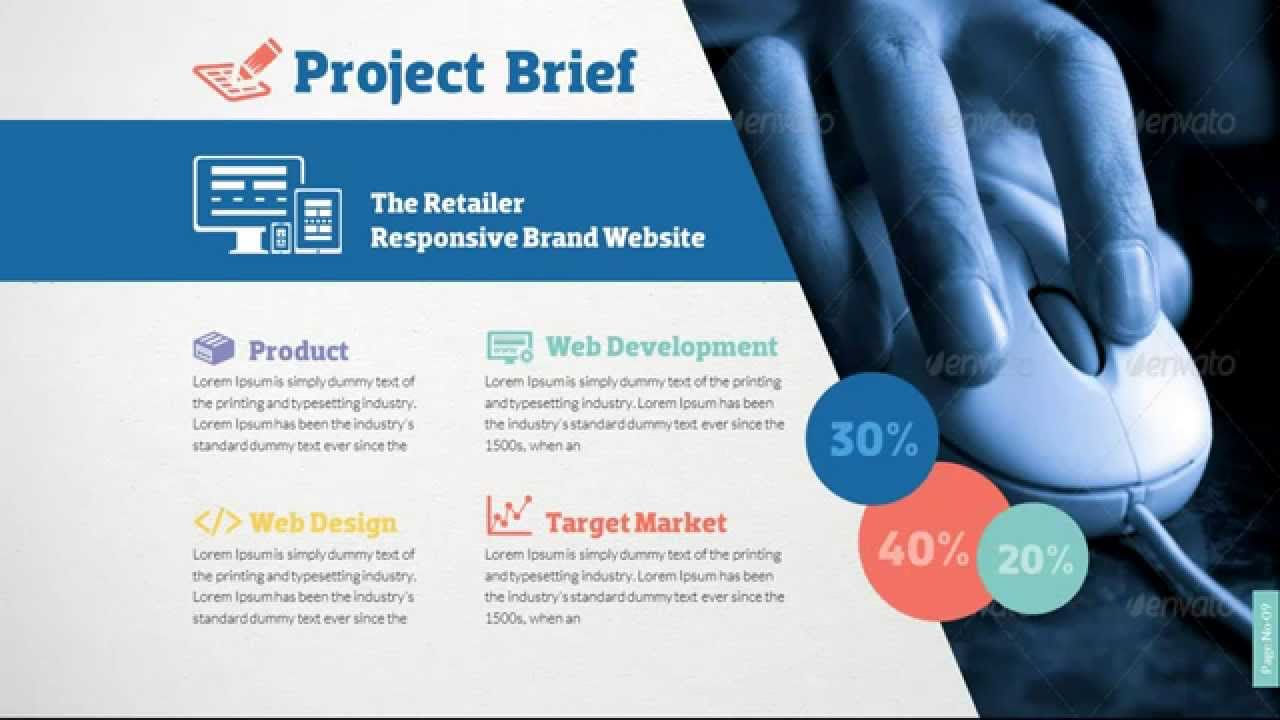 Project Brief
The Retailer
Responsive Brand Website
Product
Lorem Ipsum is simply dummy text of
the printing and typesetting industry.
Lorem Ipsum has been the industry's
standard dummy text ever since the
Web Development
www
Lorem Ipsum is simply dummy text of the printing
and typesetting industry. Lorem Ipsum has been
the industry's standard dummy text ever since the
1500s, when an
Web Design
Lorem Ipsum is simply dummy text of
the printing and typesetting industry.
Lorem Ipsum has been the industry's
standard dummy text ever since the
Target Market
Lorem Ipsum is simply dummy text of the printing
and typesetting industry. Lorem Ipsum has been
the industry's standard dummy text ever since the
1500s, when an
30%
40%
20%
envato
envato
envato
envato
envato
envato
Page No 09